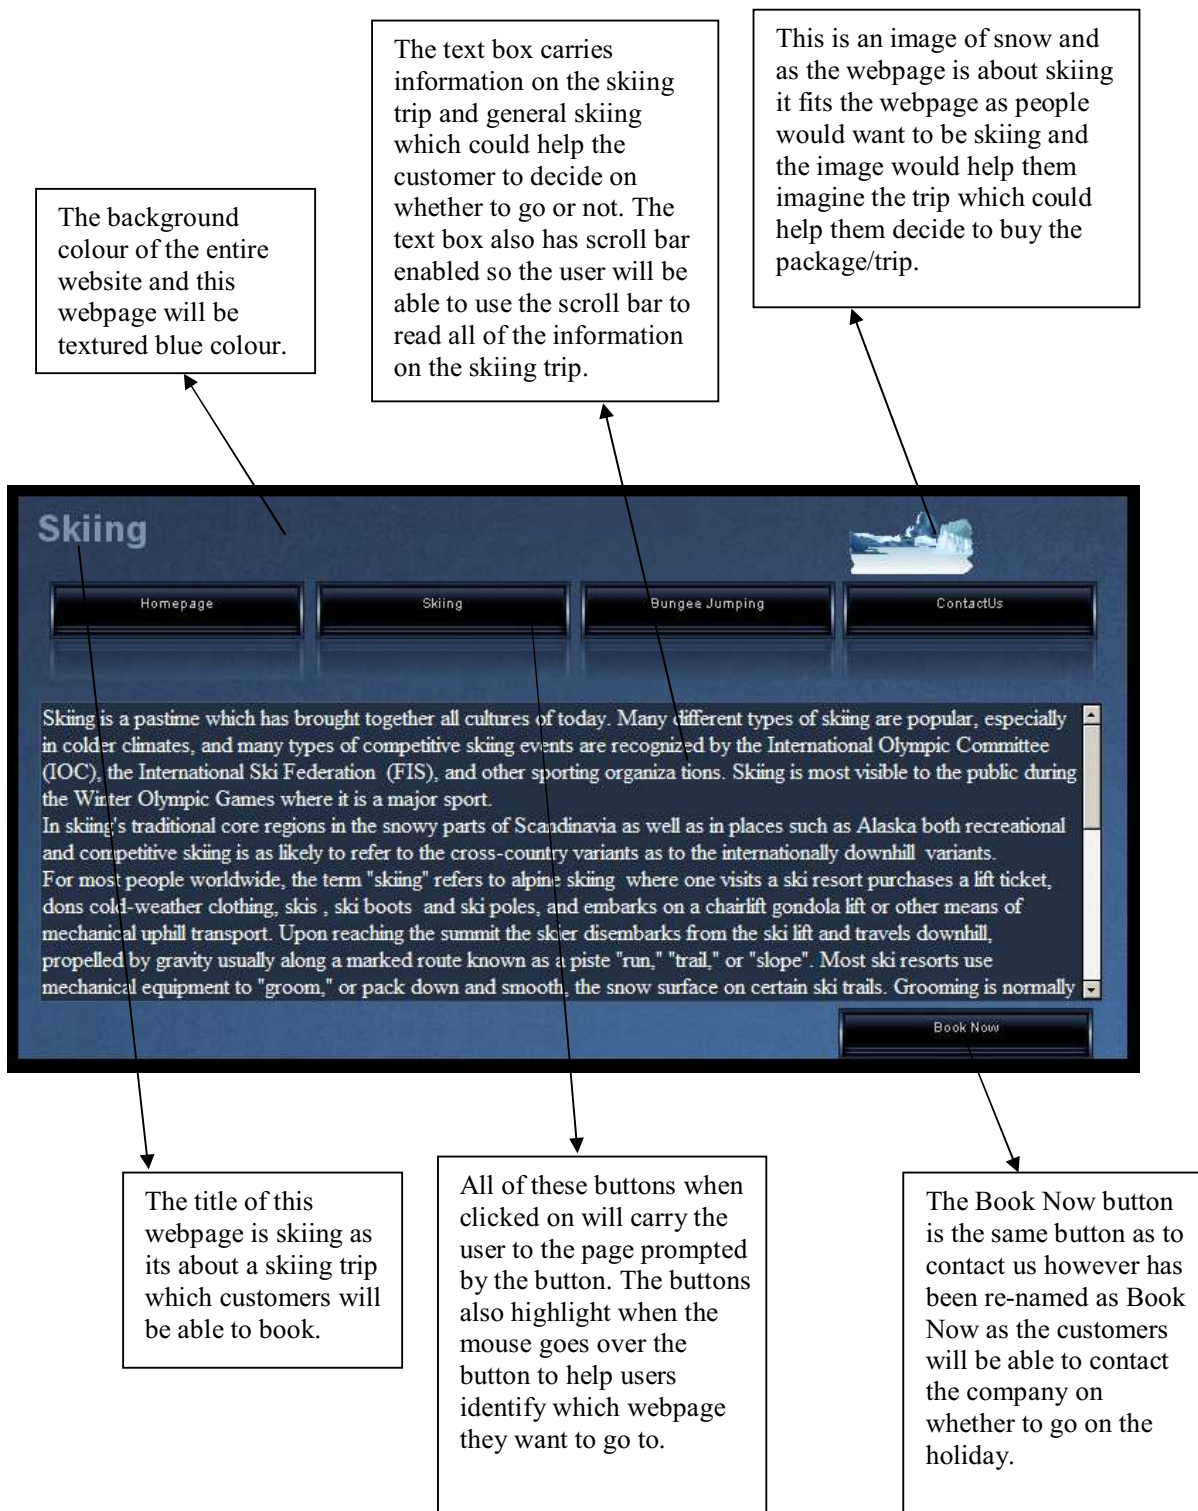 The text box carries
information on the skiing
trip and general skiing
which could help the
customer to decide on
whether to go or not. The
text box also has scroll bar
enabled so the user will be
able to use the scroll bar to
read all of the information
on the skiing trip.
This is an image of snow and
as the webpage is about skiing
it fits the webpage as people
would want to be skiing and
the image would help them
imagine the trip which could
help them decide to buy the
package/trip.
The background
colour of the entire
website and this
webpage will be
textured blue colour.
Skiing
Homepage
Skiing
Bungee Jumping
ContactUs
Skiing is a pastime which has brought together all cultures of today. Many different types of skiing are popular, especially
in colder climates, and many types of competitive skiing events are recognized by the International Olympic Committee
(IOC), the International Ski Federation (FIS), and other sporting organiza tions. Skiing is most visible to the public during
the Winter Olympic Games where it is a major sport.
In skiing's traditional core regions in the snowy parts of Scandinavia as well as in places such as Alaska both recreational
and competitive skiing is as likely to refer to the cross-country variants as to the internationally downhill variants.
For most people worldwide, the term "skiing" refers to alpine skiing where one visits a ski resort purchases a lift ticket,
dons cold-weather clothing, skis , ski boots and ski poles, and embarks on a chairlift gondola lift or other means of
mechanical uphill transport. Upon reaching the summit the skier disembarks from the ski lift and travels downhill,
propelled by gravity usually along a marked route known as a piste "run," "trail," or "slope". Most ski resorts use
mechanical equipment to "groom," or pack down and smooth, the snow surface on certain ski trails. Grooming is normally
Book Now
The title of this
webpage is skiing as
its about a skiing trip
which customers will
be able to book.
All of these buttons when
clicked on will carry the
user to the page prompted
by the button. The buttons
also highlight when the
mouse goes over the
button to help users
identify which webpage
they want to go to.
The Book Now button
is the same button as to
contact us however has
been re-named as Book
Now as the customers
will be able to contact
the company on
whether to go on the
holiday.